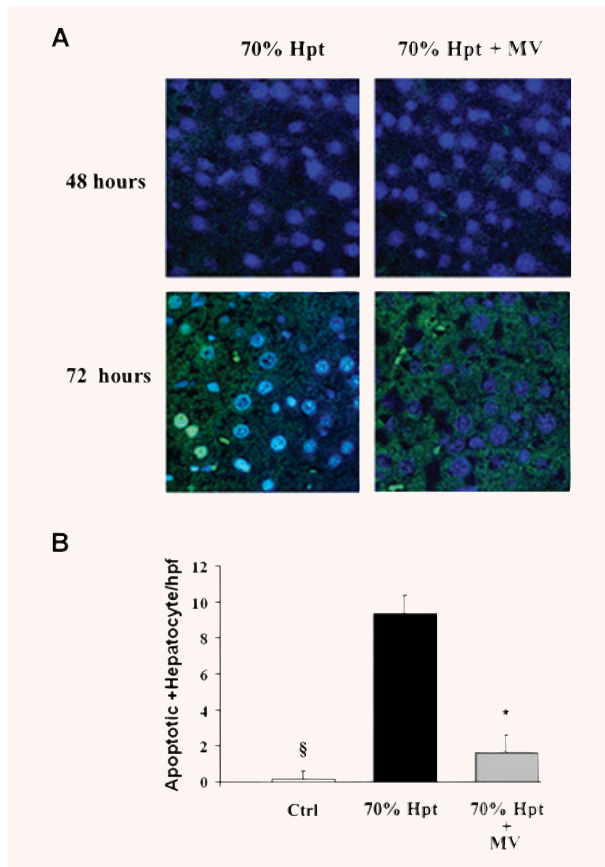 A
70% Hpt 70% Hpt + MV
48 hours
72 hours
B
Apoptotic +Hepatocyte/hpf
12
10
8
6
4
2
0
§
*
Ctrl 70% Hpt 70% Hpt
+
MV